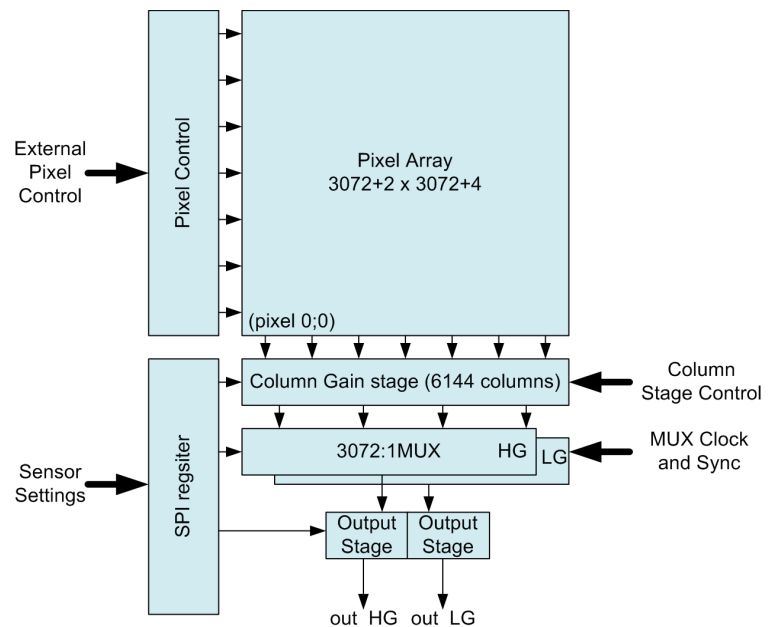 External
Pixel
Control
Pixel Control
Pixel Array
3072+2 x 3072+4
(pixel 0;0)
Column Gain stage (6144 columns)
Column
Stage Control
3072:1MUX
HG
LG
MUX Clock
and Sync
Sensor
Settings
SPI regsiter
Output
Stage
Output
Stage
out HG
out LG